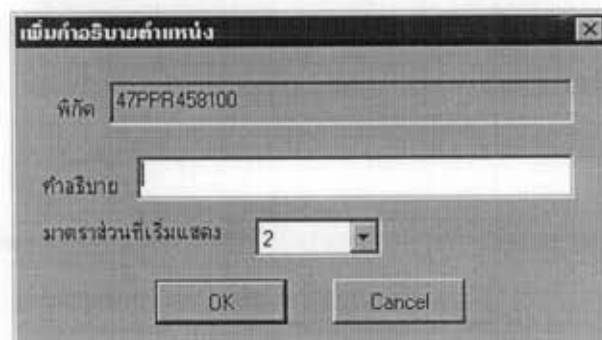 เพิ่มคำอธิบายตำแหน่ง
พิกัด 47PPR458100
คำอธิบาย
มาตราส่วนที่เริ่มแสดง 2
OK Cancel